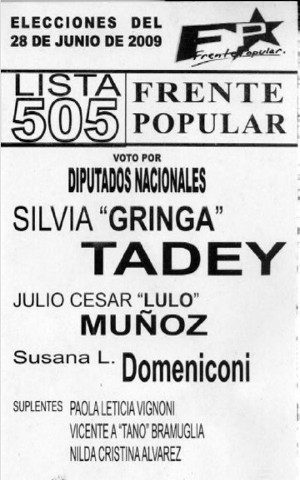 ELECCIONES DEL
28 DE JUNIO DE 2009
FP
Frente Popular.
LISTA
505
FRENTE
POPULAR
VOTO POR
DIPUTADOS NACIONALES
SILVIA "GRINGA"
TADEY
JULIO CESAR "LULO"
MUÑOZ
Susana L. Domeniconi
SUPLENTES PAOLA LETICIA VIGNONI
VICENTE A "TANO" BRAMUGLIA
NILDA CRISTINA ALVAREZ